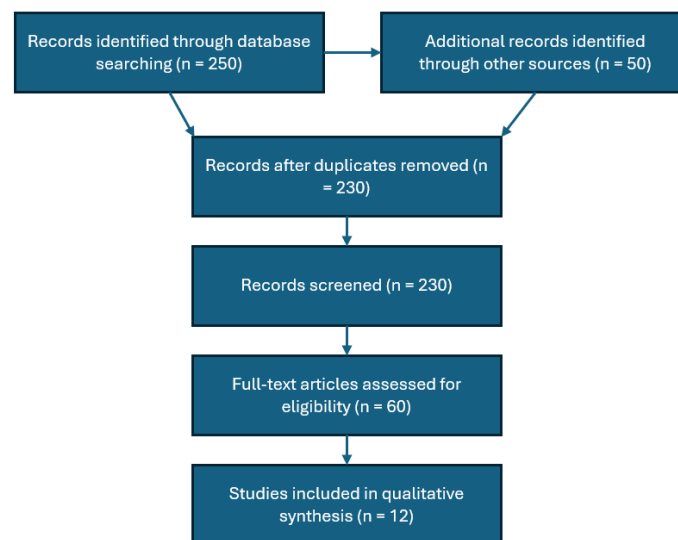 Records identified through database
searching (n = 250)
Additional records identified
through other sources (n = 50)
Records after duplicates removed (n
= 230)
Records screened (n = 230)
Full-text articles assessed for
eligibility (n = 60)
Studies included in qualitative
synthesis (n = 12)